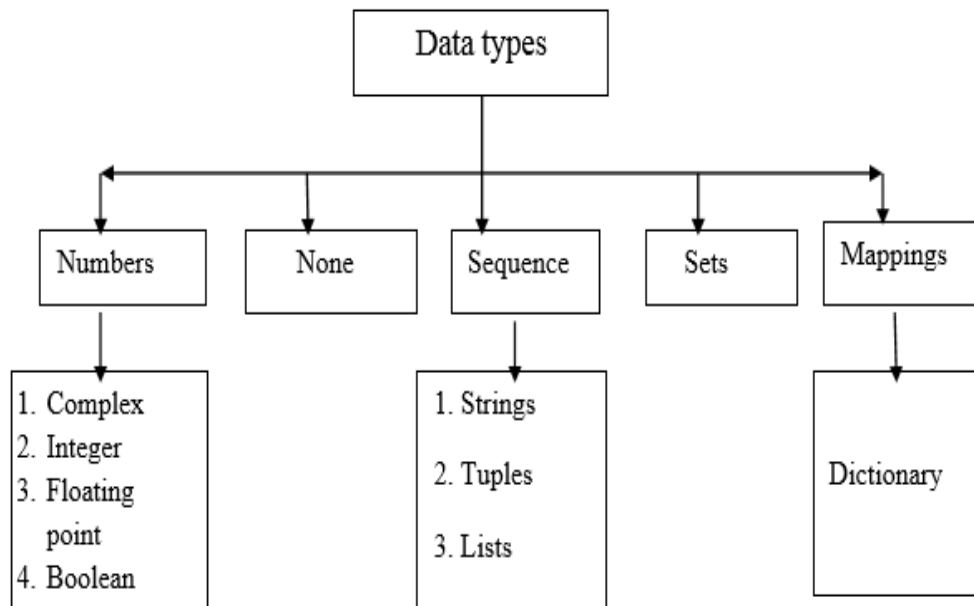 Data types
Numbers
None
Sequence
Sets
Mappings
1. Complex
2. Integer
3. Floating
point
4. Boolean
1. Strings
2. Tuples
3. Lists
Dictionary